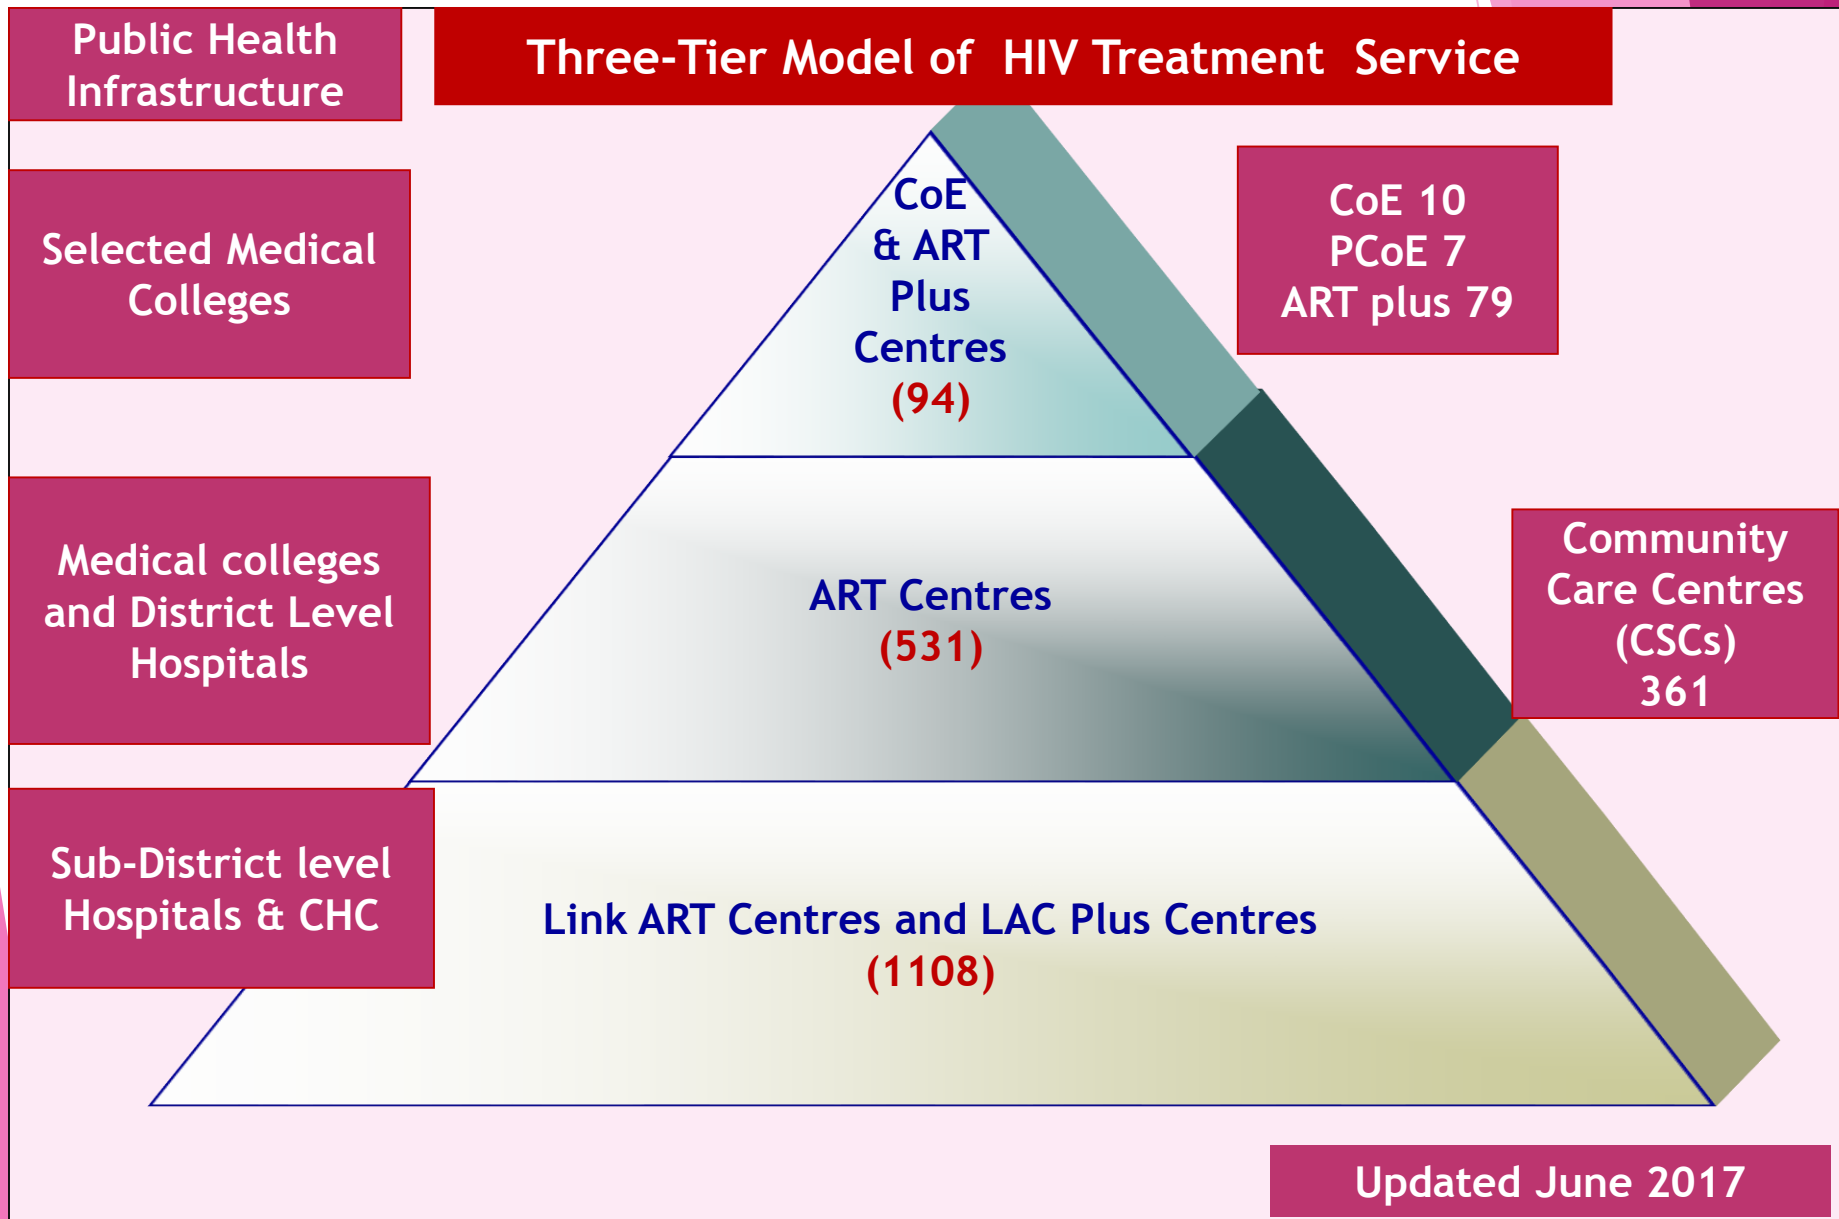 Public Health
Infrastructure
Three-Tier Model of HIV Treatment Service
Selected Medical
Colleges
CoE
& ART
Plus
Centres
(94)
CoE 10
PCoE 7
ART plus 79
Medical colleges
and District Level
Hospitals
ART Centres
(531)
Community
Care Centres
(CSCs)
361
Sub-District level
Hospitals & CHC
Link ART Centres and LAC Plus Centres
(1108)
Updated June 2017